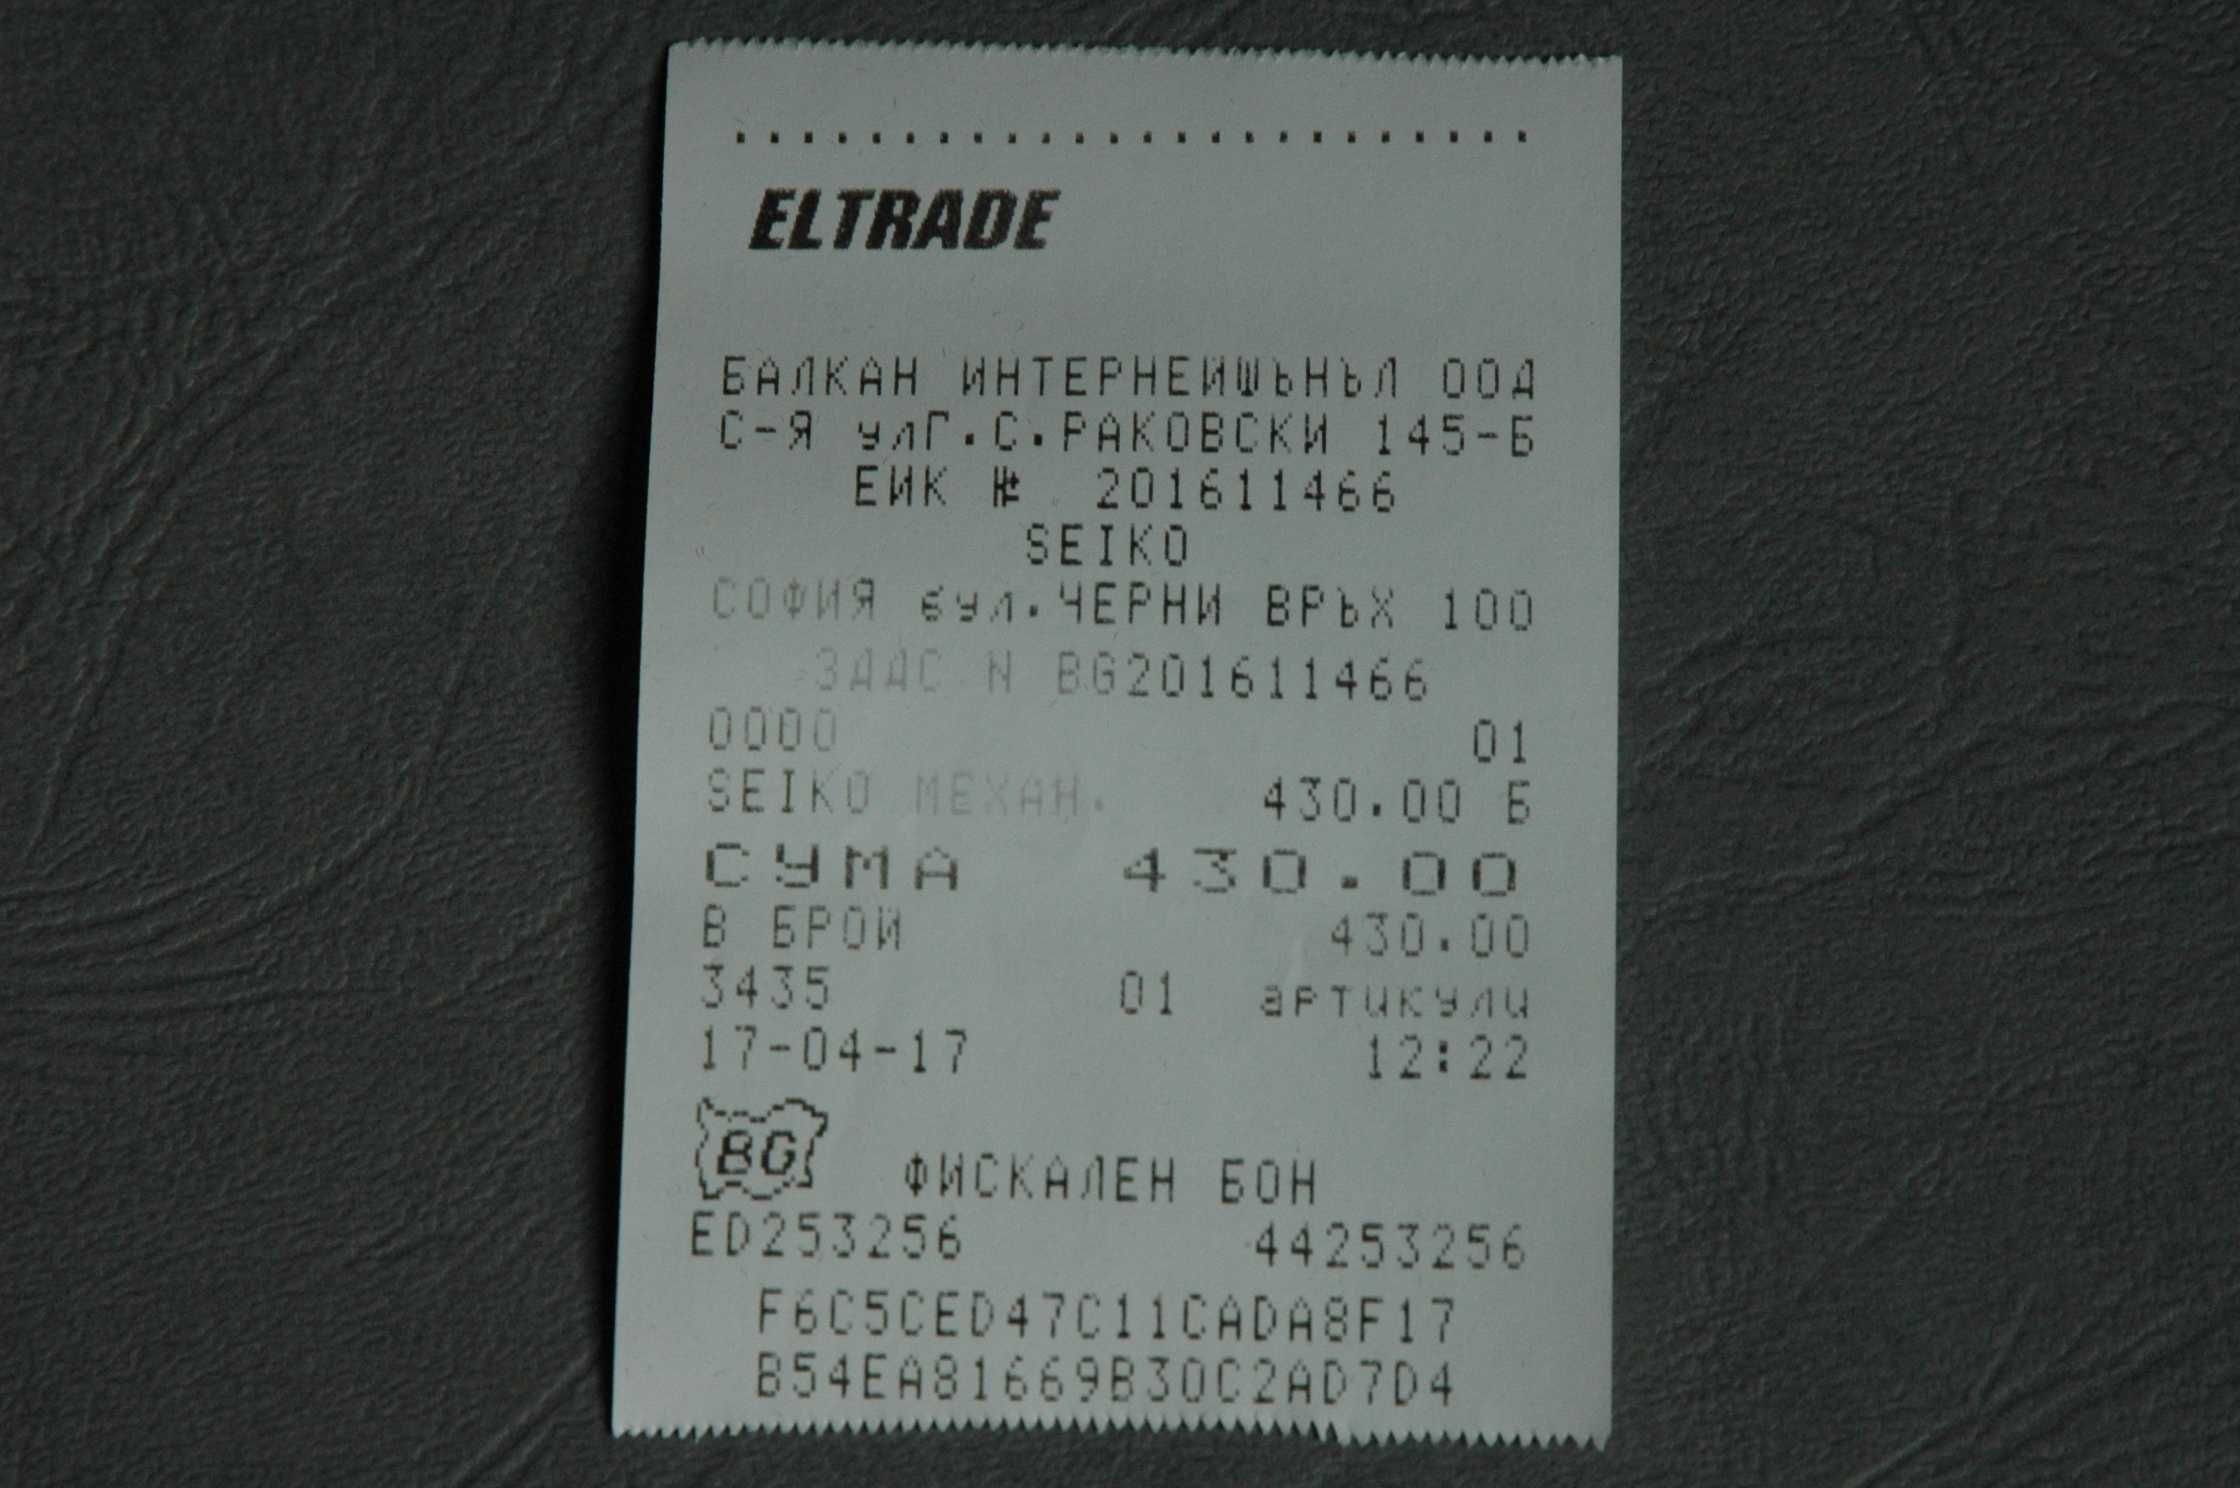 ELTRADE
БАЛКАН ИНТЕРНЕЙШЪНЪЛ ООД
С-Я улГ.С.РАКОВСКИ 145-Б
ЕИК № 201611466
SEIKO
СОФИЯ бул.ЧЕРНИ ВРЪХ 100
ЗДДС N BG201611466
0000 01
SEIKO МЕХАН. 430.00 Б
СУМА 430.00
В БРОЙ 430.00
3435 01 артикули
17-04-17 12:22
BG ФИСКАЛЕН БОН
ED253256 44253256
F6C5CED47C11CADA8F17
B54EA81669B30C2AD7D4